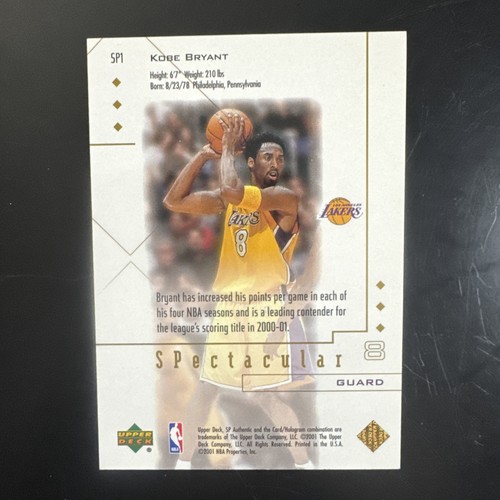 SP1
KOBE BRYANT
Height: 6'7" Weight: 210 lbs
Born: 8/23/78 Philadelphia, Pennsylvania
LAKERS
8
LOS ANGELES
LAKERS
Bryant has increased his points per game in each of
his four NBA seasons and is a leading contender for
the league's scoring title in 2000-01.
SPectacular
8
GUARD
UPPER
DECK
NBA
Upper Deck, SP Authentic and the Card/Hologram combination are
trademarks of The Upper Deck Company, LLC. ©2001 The Upper Deck
Company, LLC. All Rights Reserved. Printed in the U.S.A.
©2001 NBA Properties, Inc.